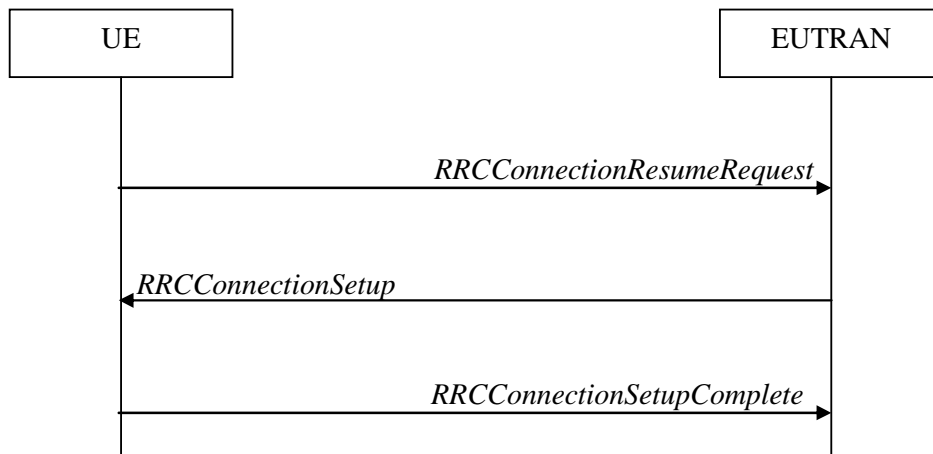 UE
EUTRAN
RRCConnectionResumeRequest
RRCConnectionSetup
RRCConnectionSetupComplete